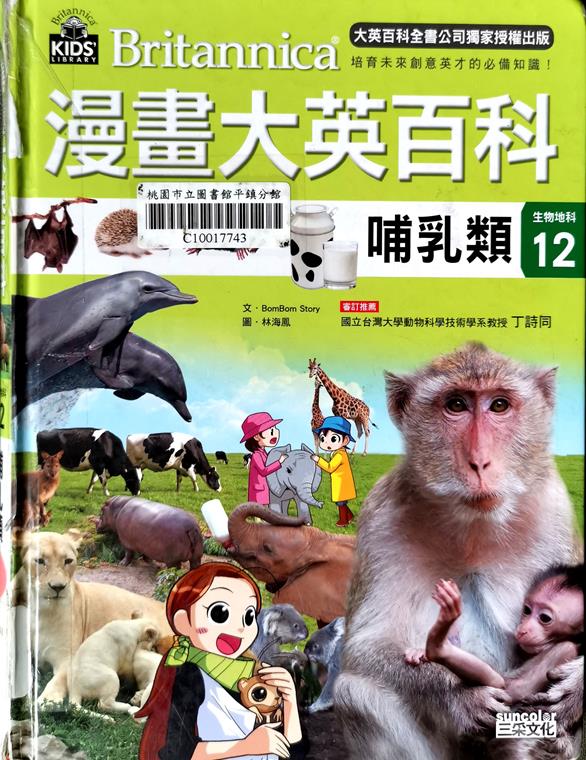 Britannica
KIDS'
LIBRARY
Britannica®
大英百科全書公司獨家授權出版
培育未來創意英才的必備知識！
漫畫大英百科
桃園市立圖書館平鎮分館
C10017743
哺乳類
生物地科
12
文・BomBom Story
圖・林海鳳
審訂推薦
國立台灣大學動物科學技術學系教授 丁詩同
suncolor
三采文化